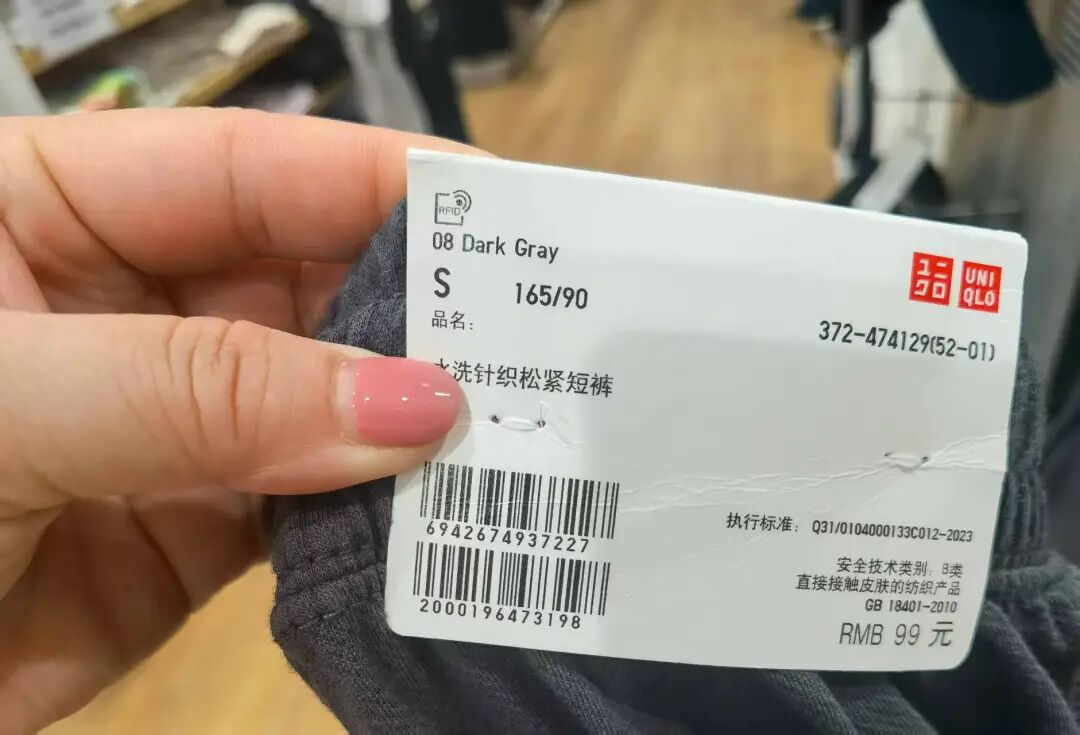 RFID
08 Dark Gray
S 165/90
ユニ
クロ
UNI
QLO
372-474129(52-01)
品名:
水洗针织松紧短裤
6942674937227
2000196473198
执行标准: Q31/0104000133C012-2023
安全技术类别: B类
直接接触皮肤的纺织产品
GB 18401-2010
RMB 99 元